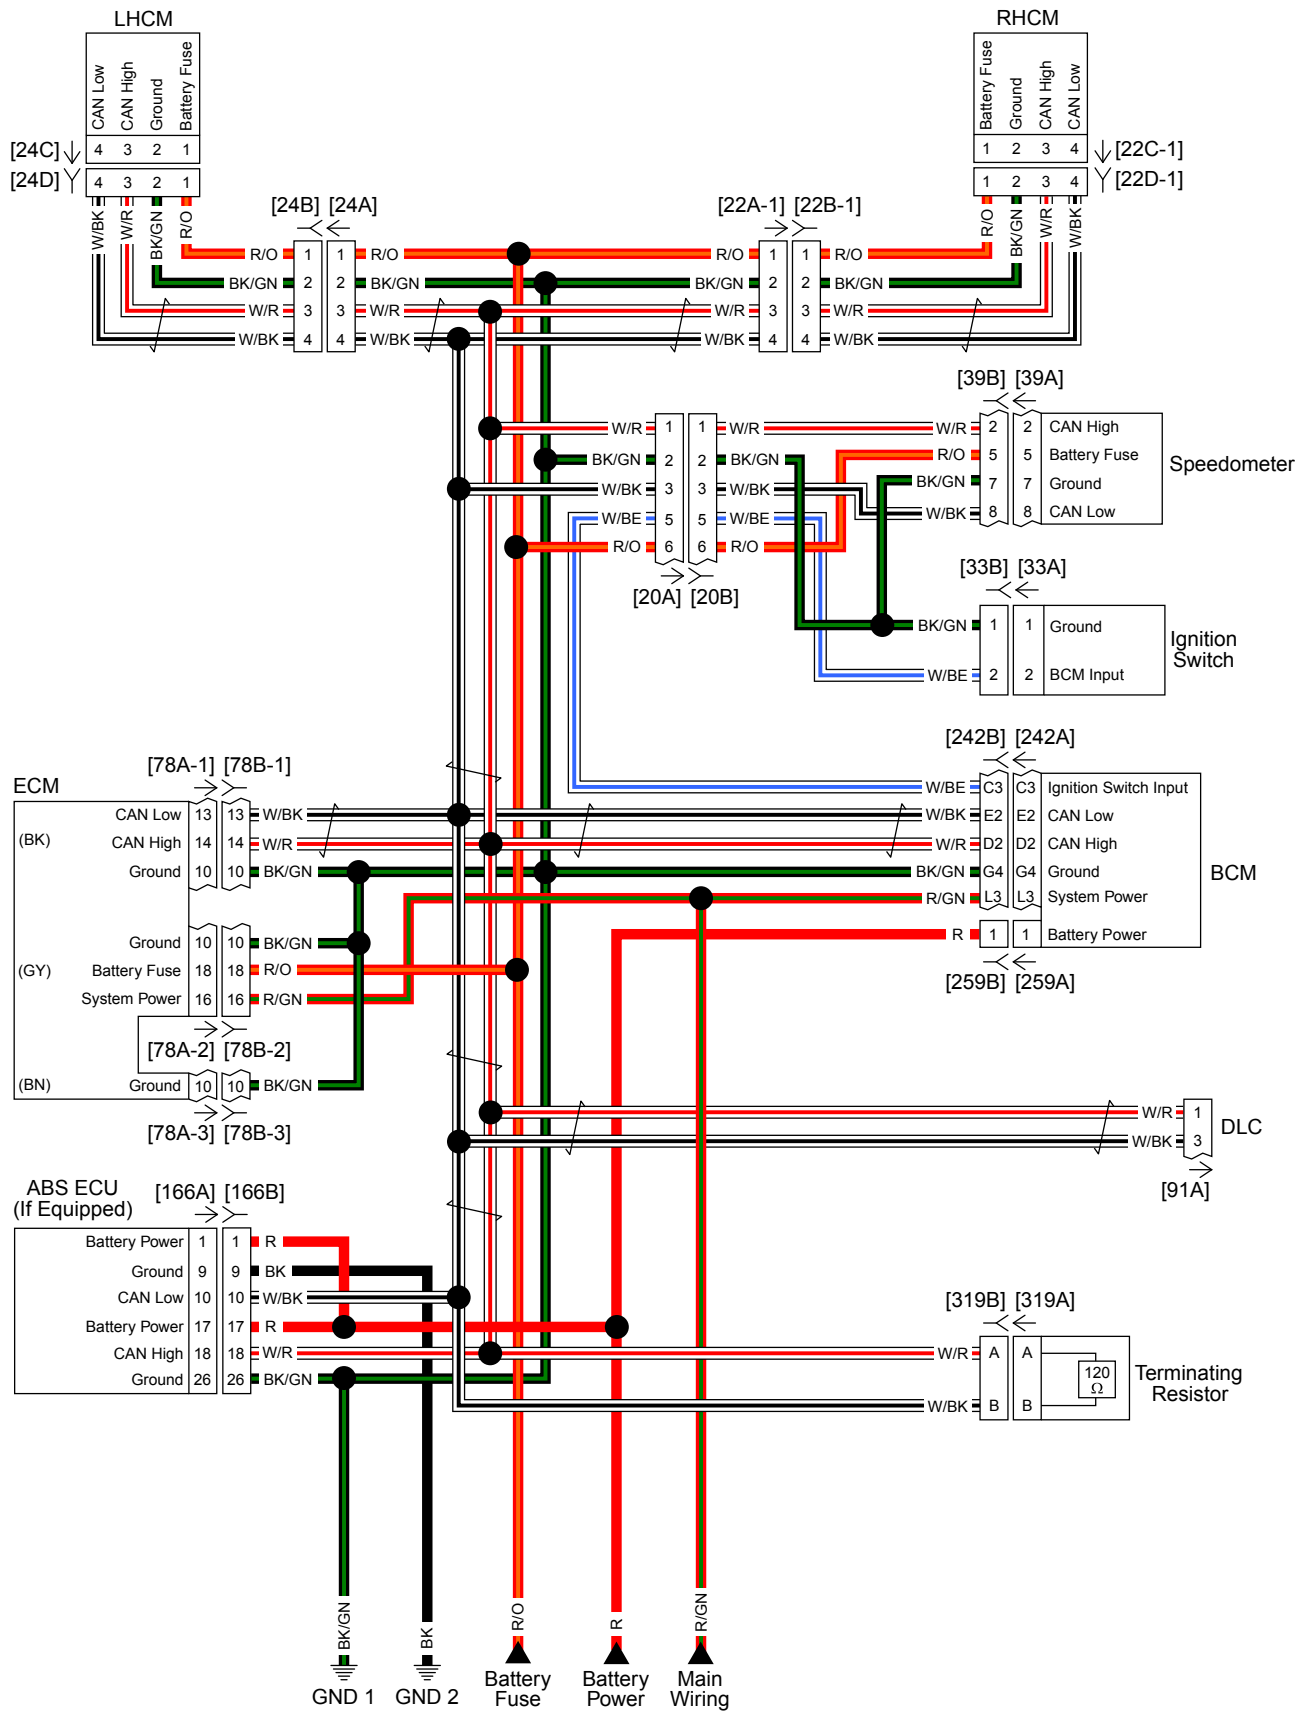 LHCM
RHCM
CAN Low
CAN High
Ground
Battery Fuse
Battery Fuse
Ground
CAN High
CAN Low
[24C] 4 3 2 1
1 2 3 4 [22C-1]
[24D] 4 3 2 1
1 2 3 4 [22D-1]
W/BK
W/R
BK/GN
R/O
R/O
BK/GN
W/R
W/BK
[24B] [24A]
[22A-1] [22B-1]
R/O 1 1 R/O
R/O 1 1 R/O
BK/GN 2 2 BK/GN
BK/GN 2 2 BK/GN
W/R 3 3 W/R
W/R 3 3 W/R
W/BK 4 4 W/BK
W/BK 4 4 W/BK
[39B] [39A]
W/R 1 1 W/R
W/R 2 2 CAN High
BK/GN 2 2 BK/GN
R/O 5 5 Battery Fuse
Speedometer
W/BK 3 3 W/BK
BK/GN 7 7 Ground
W/BE 5 5 W/BE
W/BK 8 8 CAN Low
R/O 6 6 R/O
[20A] [20B]
[33B] [33A]
BK/GN 1 1 Ground
Ignition
Switch
W/BE 2 2 BCM Input
[242B] [242A]
W/BE C3 C3 Ignition Switch Input
W/BK E2 E2 CAN Low
W/R D2 D2 CAN High
BK/GN G4 G4 Ground
BCM
R/GN L3 L3 System Power
R 1 1 Battery Power
[259B] [259A]
[78A-1] [78B-1]
ECM
CAN Low 13 13 W/BK
(BK)
CAN High 14 14 W/R
Ground 10 10 BK/GN
Ground 10 10 BK/GN
(GY)
Battery Fuse 18 18 R/O
System Power 16 16 R/GN
[78A-2] [78B-2]
(BN)
Ground 10 10 BK/GN
[78A-3] [78B-3]
W/R 1
DLC
W/BK 3
[91A]
ABS ECU
(If Equipped)
[166A] [166B]
Battery Power 1 1 R
Ground 9 9 BK
CAN Low 10 10 W/BK
Battery Power 17 17 R
CAN High 18 18 W/R
Ground 26 26 BK/GN
[319B] [319A]
W/R A A
120
Ω
Terminating
Resistor
W/BK B B
BK/GN
BK
R/O
R
R/GN
GND 1
GND 2
Battery
Fuse
Battery
Power
Main
Wiring